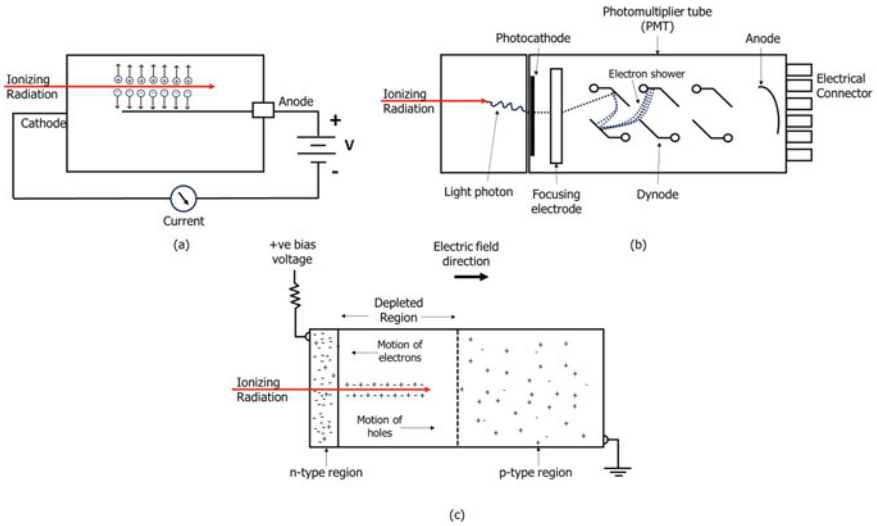 Ionizing
Radiation
Cathode
Anode
+
V
-
Current
(a)
Photomultiplier tube
(PMT)
Photocathode
Anode
Electron shower
Ionizing
Radiation
Electrical
Connector
Light photon
Focusing
electrode
Dynode
(b)
+ve bias
voltage
Electric field
direction
Depleted
Region
Motion of
electrons
Ionizing
Radiation
Motion of
holes
n-type region
p-type region
(c)